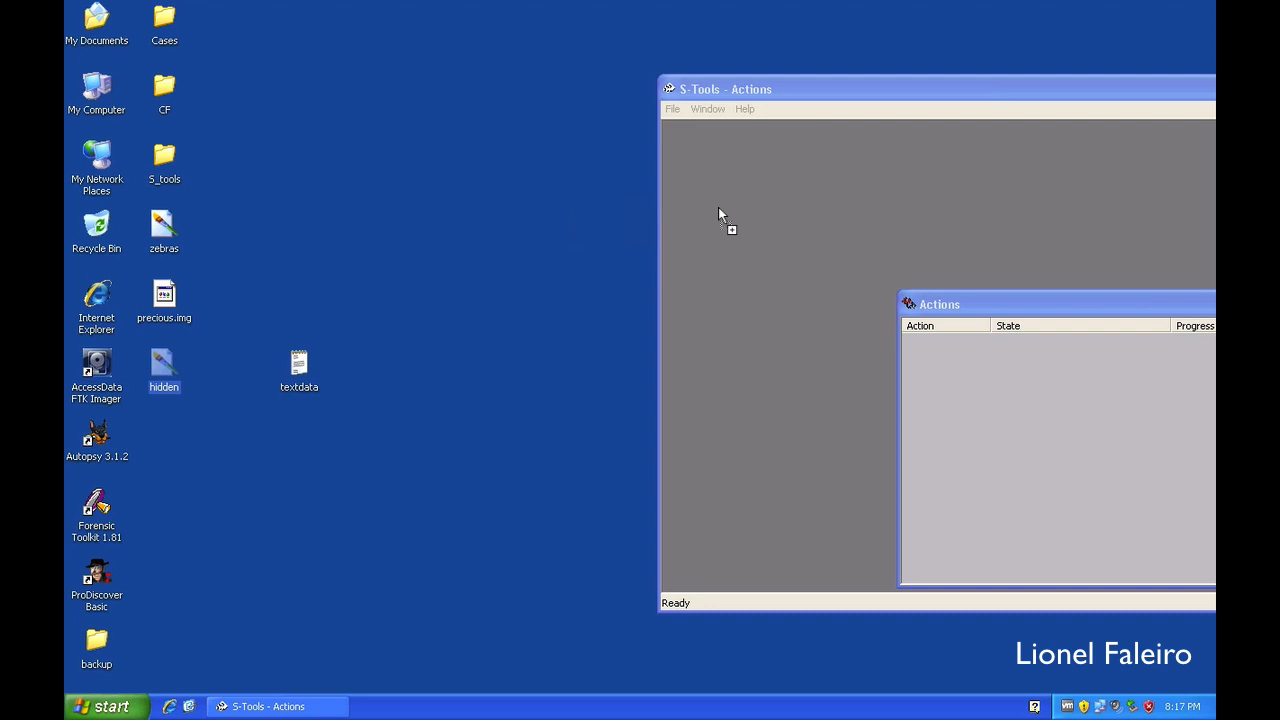 My Documents
Cases
My Computer
CF
My Network
Places
S_tools
Recycle Bin
zebras
Internet
Explorer
precious.img
AccessData
FTK Imager
hidden
textdata
Autopsy 3.1.2
Forensic
Toolkit 1.81
ProDiscover
Basic
backup
S-Tools - Actions
File Window Help
Actions
Action State Progress
Ready
Lionel Faleiro
start
S-Tools - Actions
8:17 PM